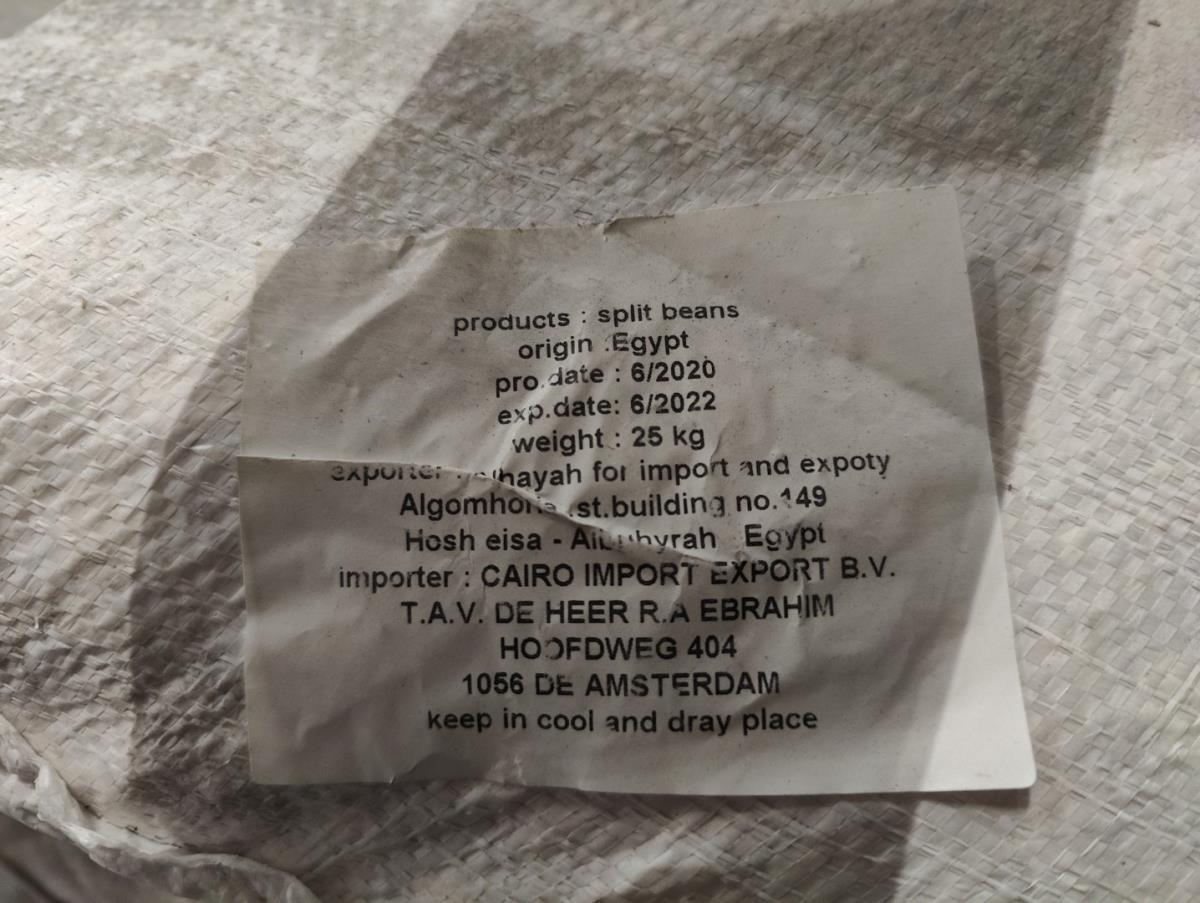 products : split beans
origin :Egypt
pro.date : 6/2020
exp.date: 6/2022
weight : 25 kg
exporter : for import and expoty
st.building no.149
Hosh eisa - Egypt
importer : CAIRO IMPORT EXPORT B.V.
T.A.V. DE HEER R.A EBRAHIM
HOOFDWEG 404
1056 DE AMSTERDAM
keep in cool and dray place